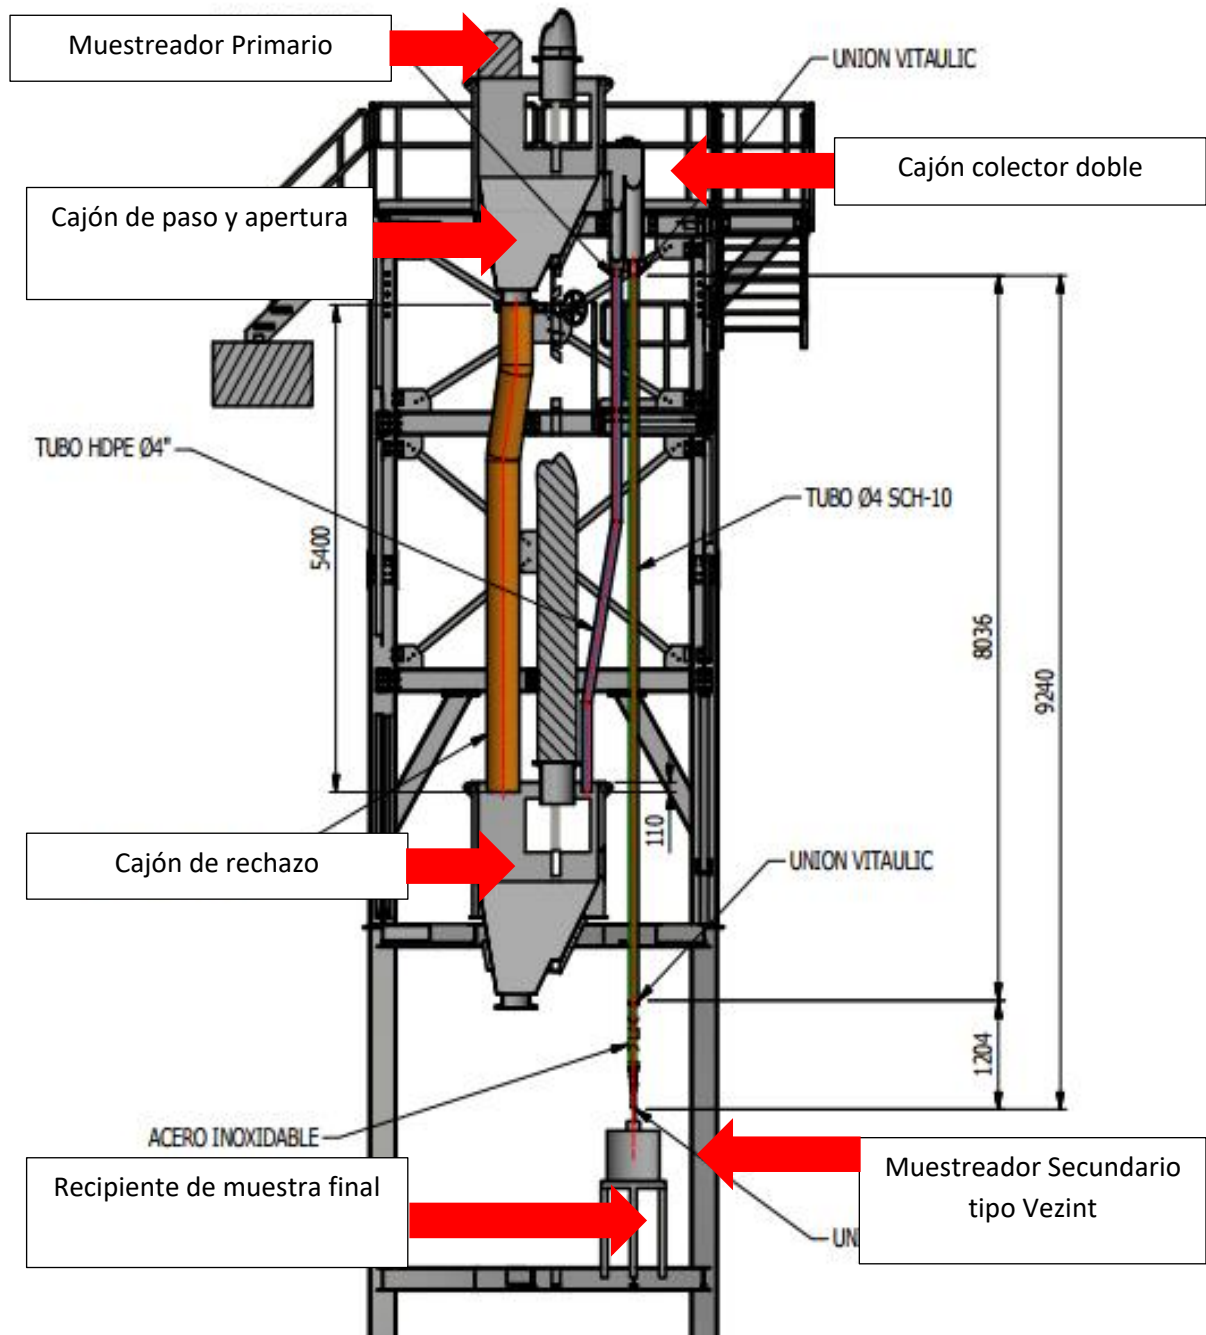 Muestreador Primario
UNION VITAULIC
Cajón colector doble
Cajón de paso y apertura
TUBO HDPE Ø4"
TUBO Ø4 SCH-10
5400
8036
9240
110
Cajón de rechazo
UNION VITAULIC
1204
ACERO INOXIDABLE
Recipiente de muestra final
Muestreador Secundario
tipo Vezint